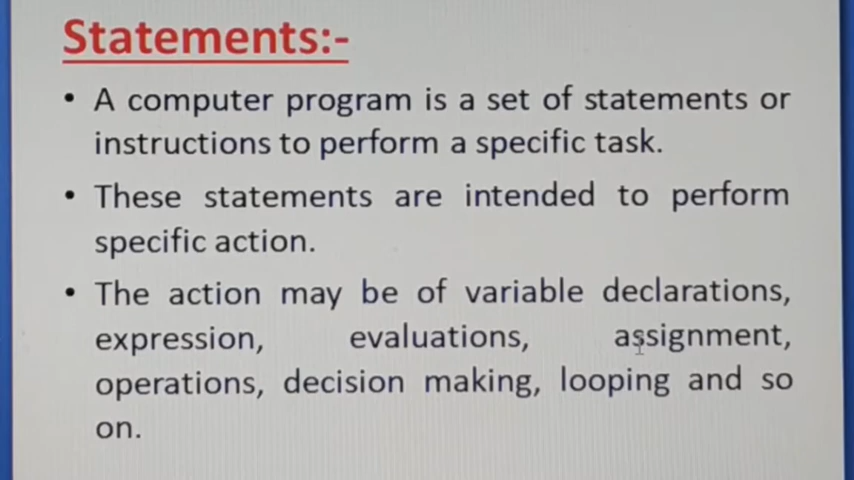 Statements:-
• A computer program is a set of statements or
instructions to perform a specific task.
• These statements are intended to perform
specific action.
• The action may be of variable declarations,
expression, evaluations, assignment,
operations, decision making, looping and so
on.